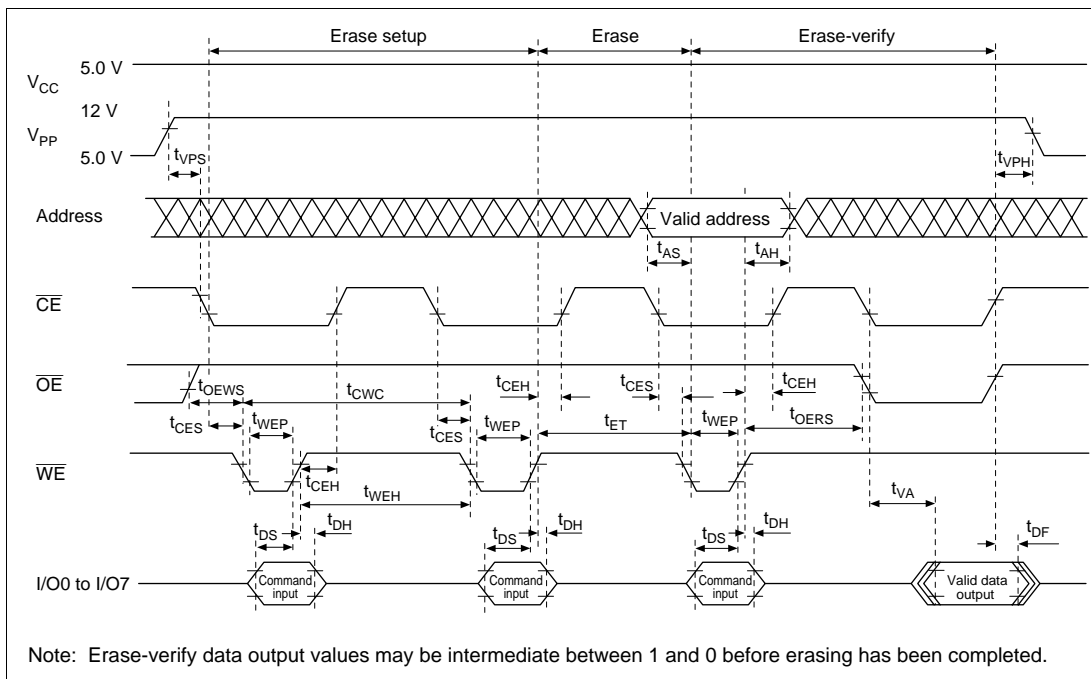 Erase setup
Erase
Erase-verify
5.0 V
VCC
12 V
VPP
5.0 V
tVPS
tVPH
Address
Valid address
tAS
tAH
CE
OE
tOEWS
tCWC
tCEH
tCES
tCEH
tCES
tWEP
tCES
tWEP
tET
tWEP
tOERS
WE
tCEH
tWEH
tVA
tDS
tDH
tDS
tDH
tDS
tDH
tDF
I/O0 to I/O7
Command
input
Command
input
Command
input
Valid data
output
Note: Erase-verify data output values may be intermediate between 1 and 0 before erasing has been completed.